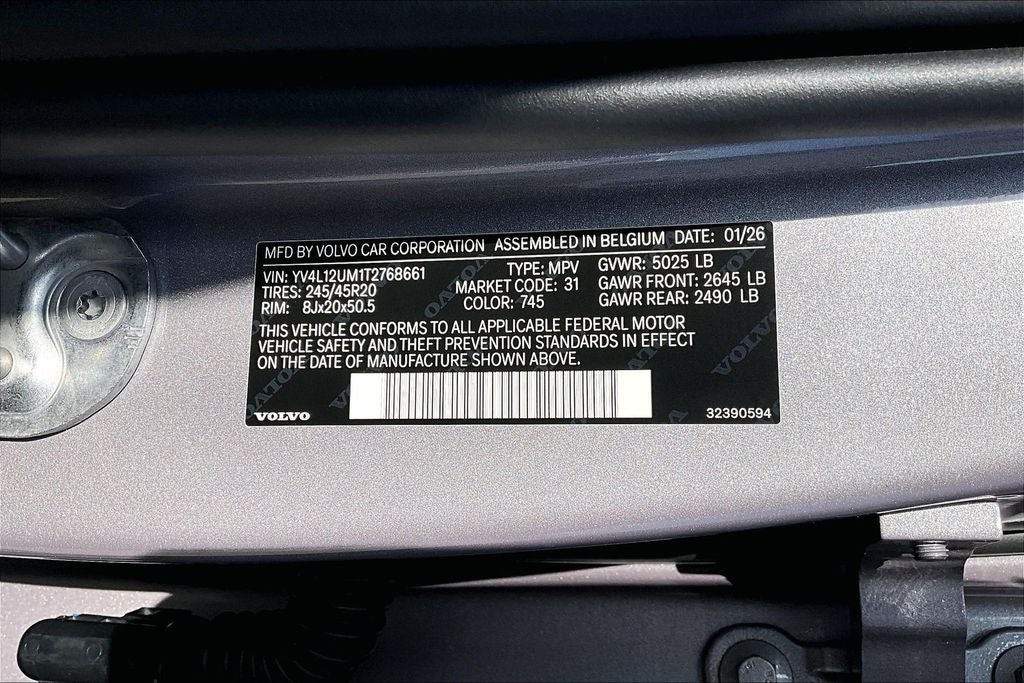 MFD BY VOLVO CAR CORPORATION ASSEMBLED IN BELGIUM DATE: 01/26
VIN: YV4L12UM1T2768661 TYPE: MPV GVWR: 5025 LB
TIRES: 245/45R20 MARKET CODE: 31 GAWR FRONT: 2645 LB
RIM: 8Jx20x50.5 COLOR: 745 GAWR REAR: 2490 LB
THIS VEHICLE CONFORMS TO ALL APPLICABLE FEDERAL MOTOR
VEHICLE SAFETY AND THEFT PREVENTION STANDARDS IN EFFECT
ON THE DATE OF MANUFACTURE SHOWN ABOVE.
VOLVO 32390594